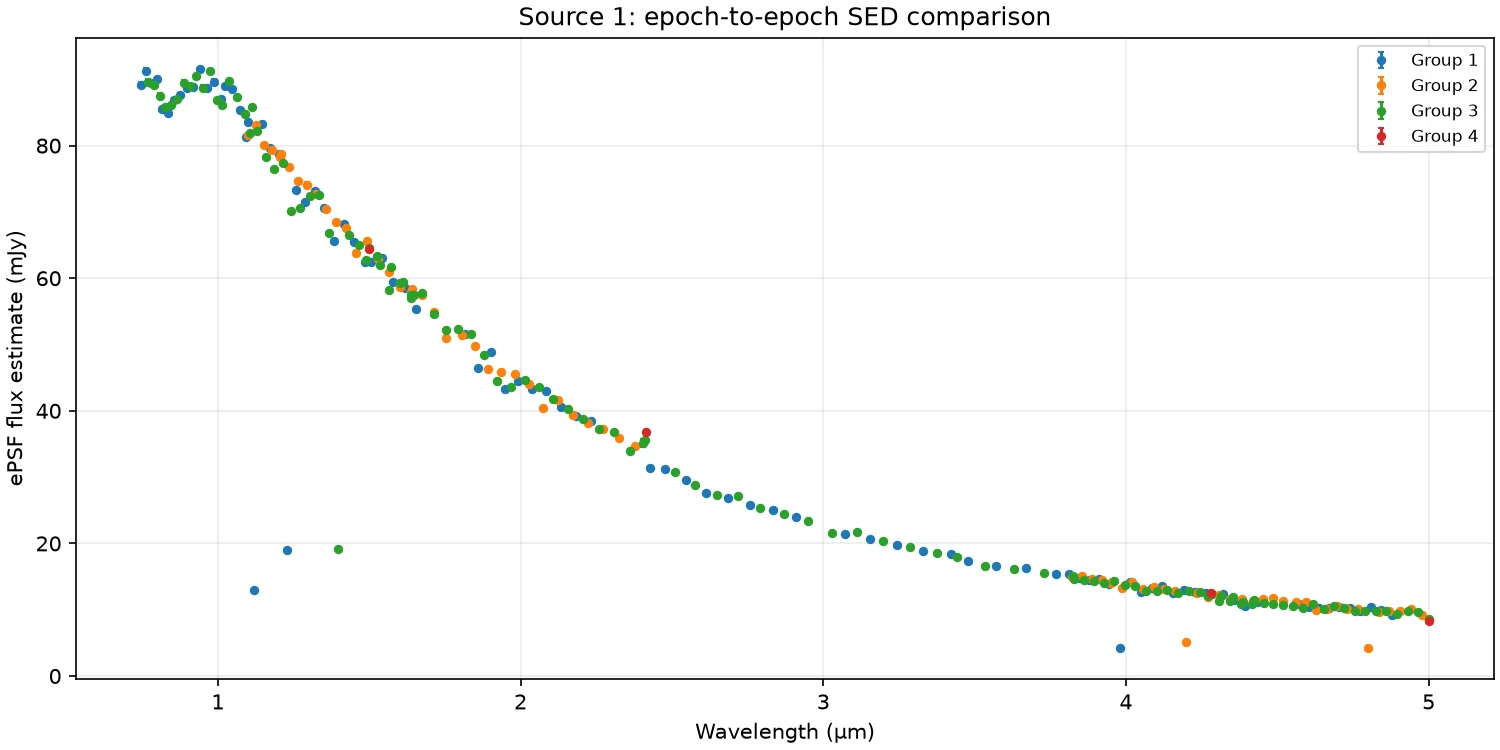 Source 1: epoch-to-epoch SED comparison
Group 1
Group 2
Group 3
Group 4
ePSF flux estimate (mJy)
80
60
40
20
0
1 2 3 4 5
Wavelength (μm)